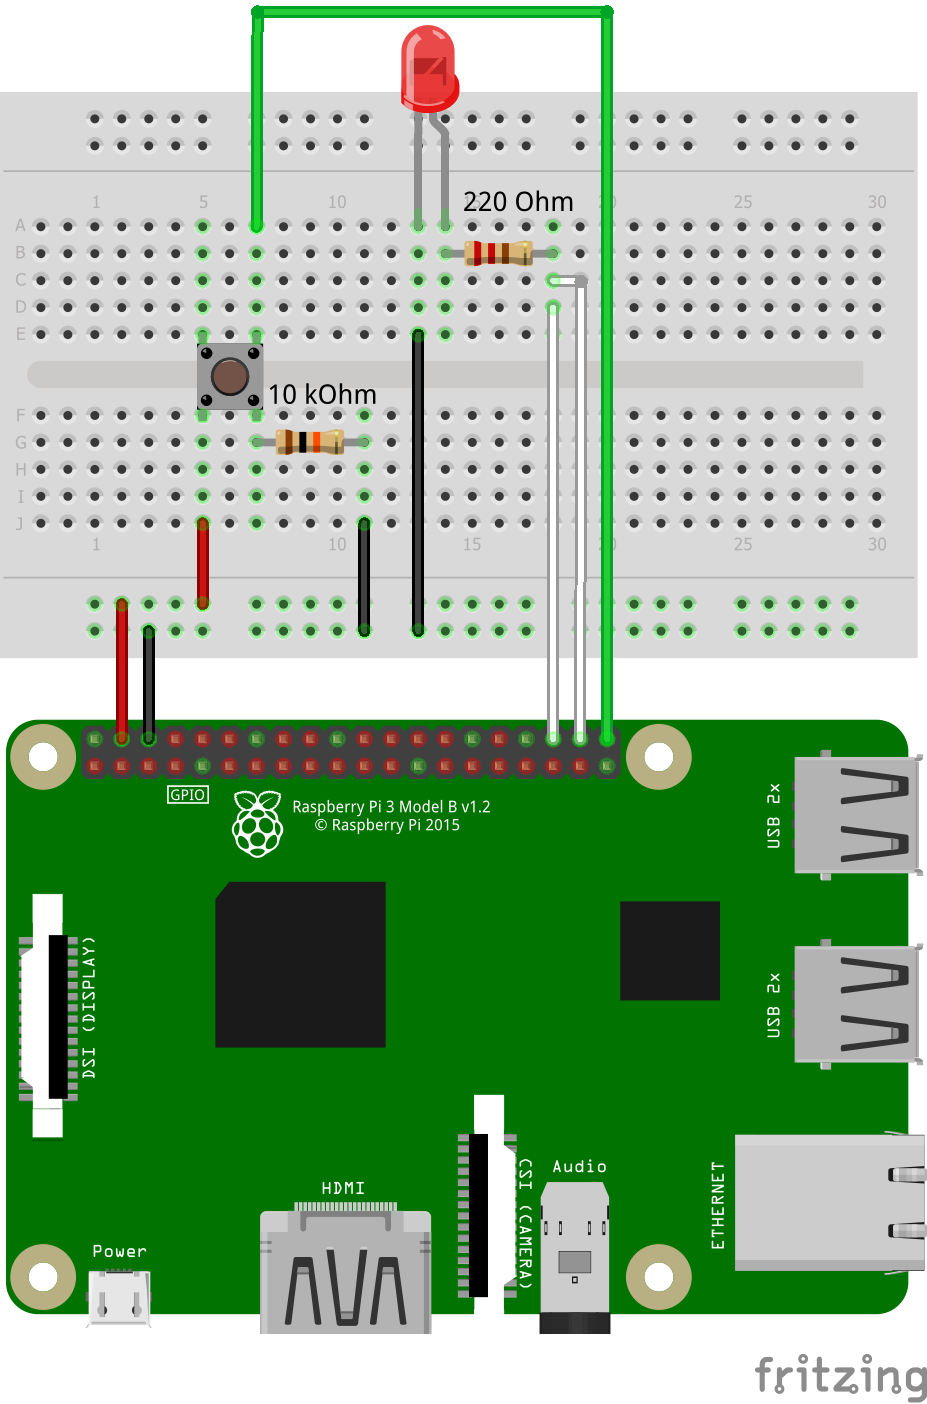 1 5 10 15 20 25 30
220 Ohm
A
B
C
D
E
10 kOhm
F
G
H
I
J
1 10 15 20 25 30
GPIO
Raspberry Pi 3 Model B v1.2
© Raspberry Pi 2015
USB 2x
DSI (DISPLAY)
USB 2x
CSI (CAMERA)
Audio
ETHERNET
HDMI
Power
fritzing